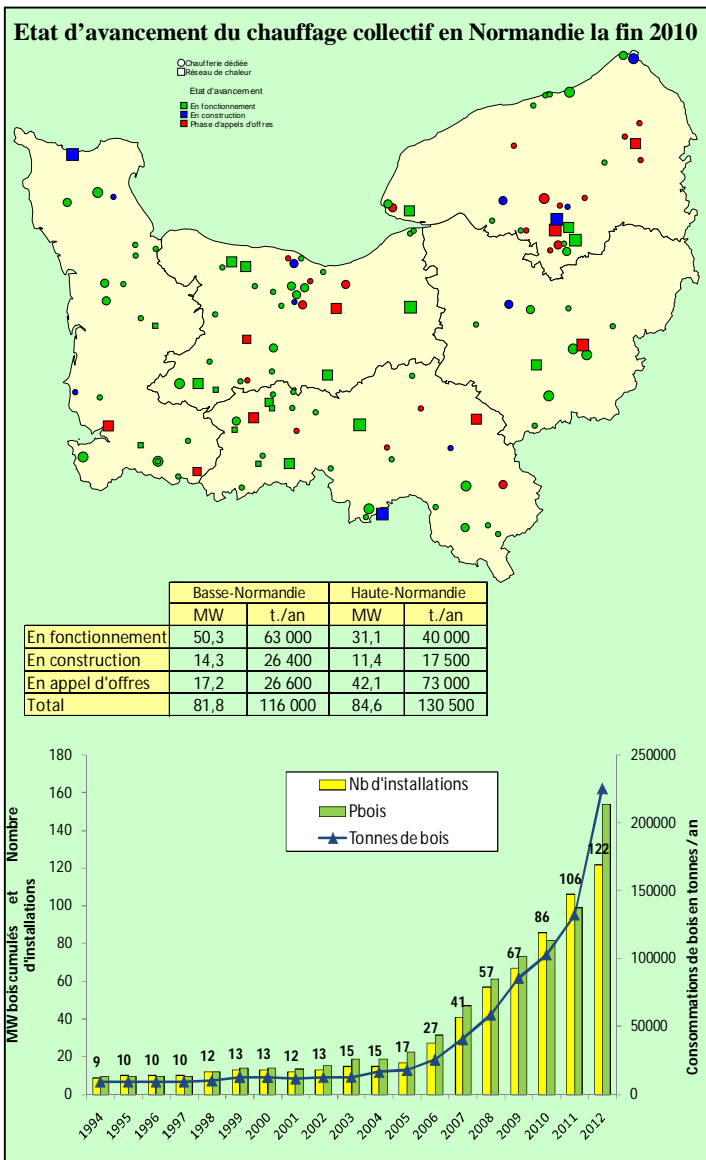 Etat d'avancement du chauffage collectif en Normandie la fin 2010
Chaufferie dédiée
Réseau de chaleur
Etat d'avancement
En fonctionnement
En construction
Phase d'appels d'offres
Basse-Normandie Haute-Normandie
MW t./an MW t./an
En fonctionnement 50,3 63 000 31,1 40 000
En construction 14,3 26 400 11,4 17 500
En appel d'offres 17,2 26 600 42,1 73 000
Total 81,8 116 000 84,6 130 500
MW bois cumulés et Nombre
d'installations
180
160
140
120
100
80
60
40
20
0
Nb d'installations
Pbois
Tonnes de bois
9 10 10 10 12 13 13 12 13 15 15 17 27 41 57 67 86 106 122
250000
200000
150000
100000
50000
0
Consommations de bois en tonnes / an
1994 1995 1996 1997 1998 1999 2000 2001 2002 2003 2004 2005 2006 2007 2008 2009 2010 2011 2012